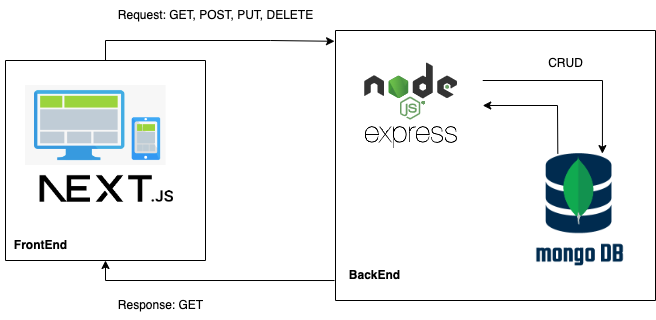 Request: GET, POST, PUT, DELETE
NEXT.JS
FrontEnd
node
JS
express
CRUD
mongo DB
BackEnd
Response: GET